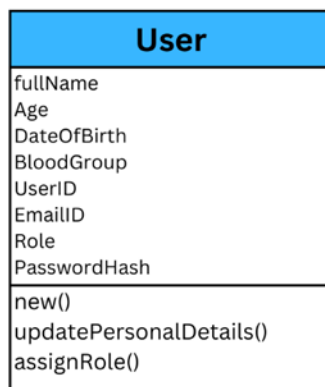 User
fullName
Age
DateOfBirth
BloodGroup
UserID
EmailID
Role
PasswordHash
new()
updatePersonalDetails()
assignRole()